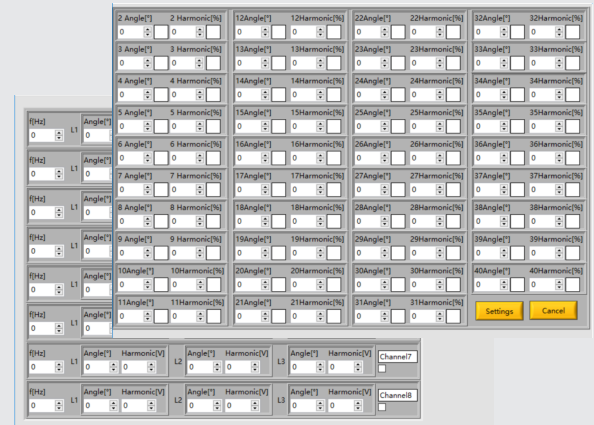 2 Angle[°] 2 Harmonic[%] 12Angle[°] 12Harmonic[%] 22Angle[°] 22Harmonic[%] 32Angle[°] 32Harmonic[%]
0 0 0 0 0 0 0 0
3 Angle[°] 3 Harmonic[%] 13Angle[°] 13Harmonic[%] 23Angle[°] 23Harmonic[%] 33Angle[°] 33Harmonic[%]
0 0 0 0 0 0 0 0
4 Angle[°] 4 Harmonic[%] 14Angle[°] 14Harmonic[%] 24Angle[°] 24Harmonic[%] 34Angle[°] 34Harmonic[%]
0 0 0 0 0 0 0 0
5 Angle[°] 5 Harmonic[%] 15Angle[°] 15Harmonic[%] 25Angle[°] 25Harmonic[%] 35Angle[°] 35Harmonic[%]
0 0 0 0 0 0 0 0
6 Angle[°] 6 Harmonic[%] 16Angle[°] 16Harmonic[%] 26Angle[°] 26Harmonic[%] 36Angle[°] 36Harmonic[%]
0 0 0 0 0 0 0 0
7 Angle[°] 7 Harmonic[%] 17Angle[°] 17Harmonic[%] 27Angle[°] 27Harmonic[%] 37Angle[°] 37Harmonic[%]
0 0 0 0 0 0 0 0
8 Angle[°] 8 Harmonic[%] 18Angle[°] 18Harmonic[%] 28Angle[°] 28Harmonic[%] 38Angle[°] 38Harmonic[%]
0 0 0 0 0 0 0 0
9 Angle[°] 9 Harmonic[%] 19Angle[°] 19Harmonic[%] 29Angle[°] 29Harmonic[%] 39Angle[°] 39Harmonic[%]
0 0 0 0 0 0 0 0
10Angle[°] 10Harmonic[%] 20Angle[°] 20Harmonic[%] 30Angle[°] 30Harmonic[%] 40Angle[°] 40Harmonic[%]
0 0 0 0 0 0 0 0
11Angle[°] 11Harmonic[%] 21Angle[°] 21Harmonic[%] 31Angle[°] 31Harmonic[%]
0 0 0 0 0 0
Settings Cancel
f[Hz] L1 Angle[°]
0 0
f[Hz] L1 Angle[°]
0 0
f[Hz] L1 Angle[°]
0 0
f[Hz] L1 Angle[°]
0 0
f[Hz] L1 Angle[°]
0 0
f[Hz] L1 Angle[°]
0 0
f[Hz] L1 Angle[°] Harmonic[V] L2 Angle[°] Harmonic[V] L3 Angle[°] Harmonic[V] Channel7
0 0 0 0 0 0 0
f[Hz] L1 Angle[°] Harmonic[V] L2 Angle[°] Harmonic[V] L3 Angle[°] Harmonic[V] Channel8
0 0 0 0 0 0 0